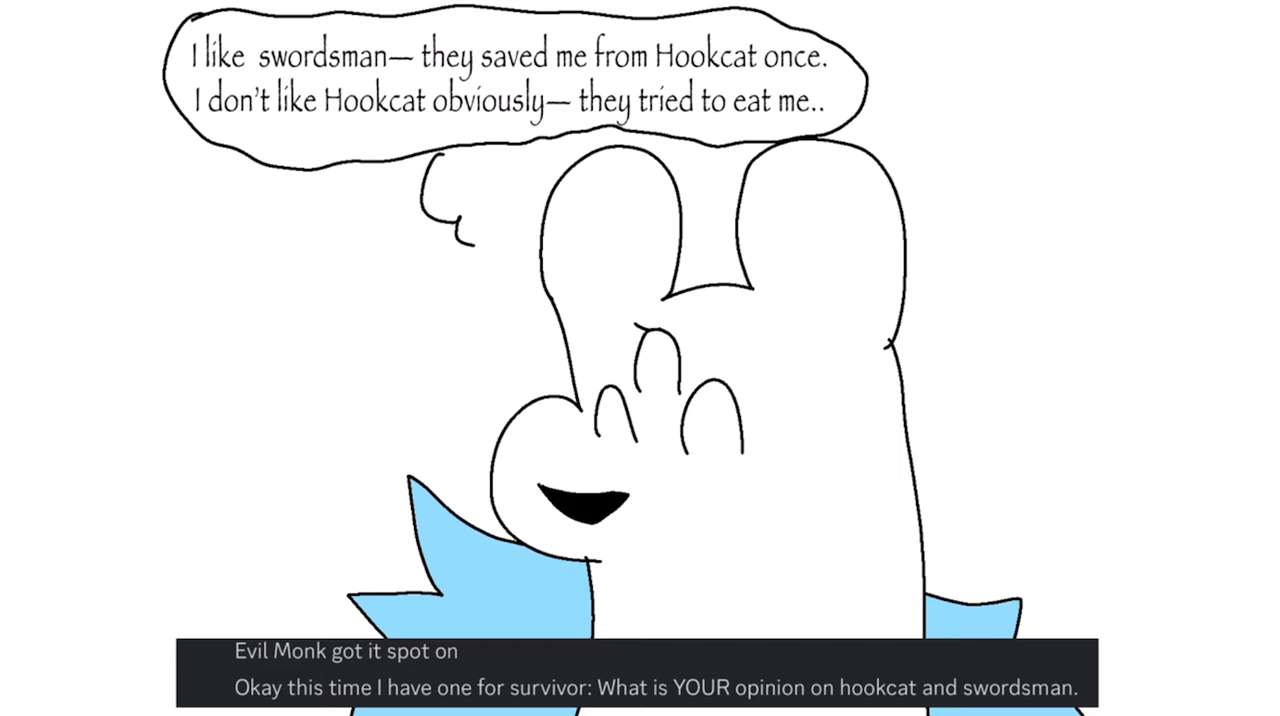 I like swordsman— they saved me from Hookcat once.
I don't like Hookcat obviously— they tried to eat me..
Evil Monk got it spot on
Okay this time I have one for survivor: What is YOUR opinion on hookcat and swordsman.